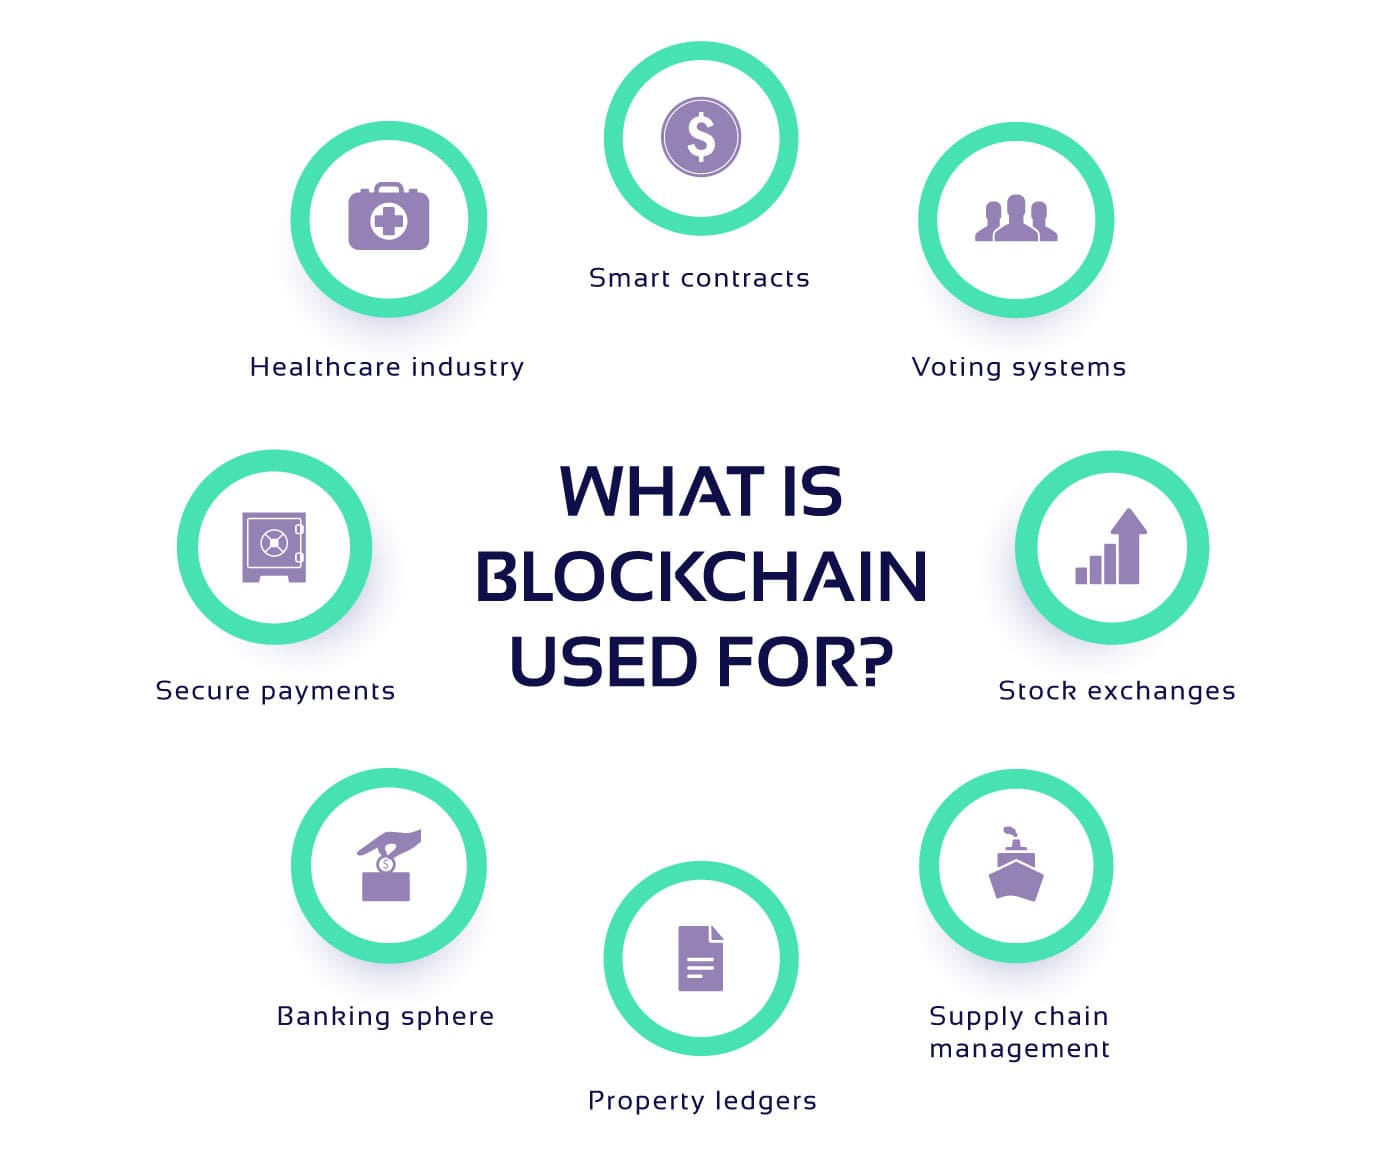 Smart contracts
Healthcare industry
Voting systems
WHAT IS
BLOCKCHAIN
USED FOR?
Secure payments
Stock exchanges
Banking sphere
Supply chain
management
Property ledgers